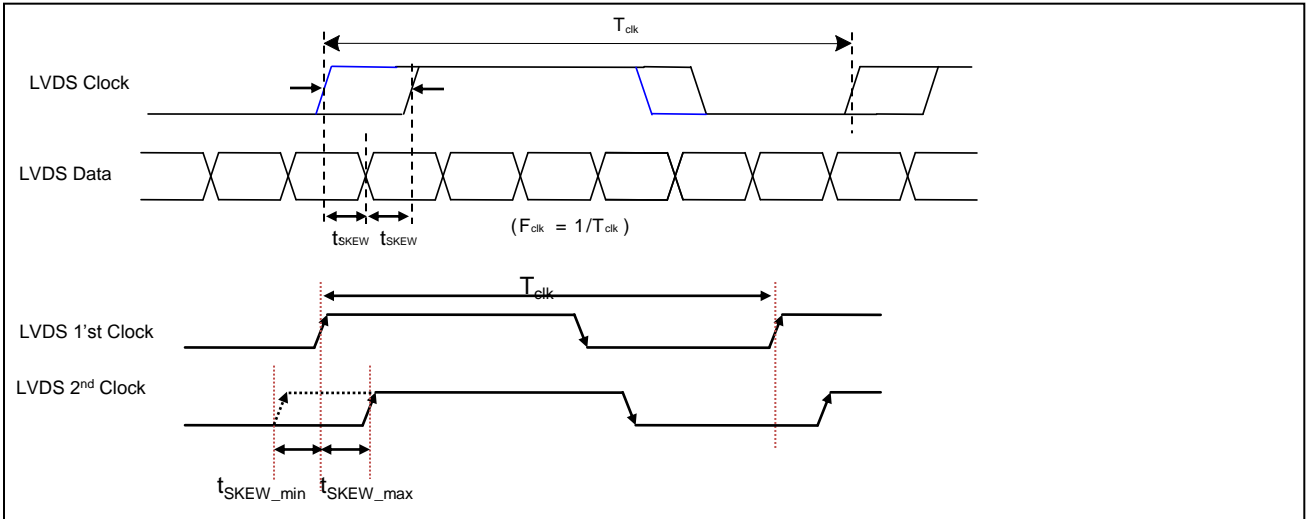 Tclk
LVDS Clock
LVDS Data
tSKEW tSKEW
(Fclk = 1/Tclk)
Tclk
LVDS 1'st Clock
LVDS 2nd Clock
tSKEW_min tSKEW_max